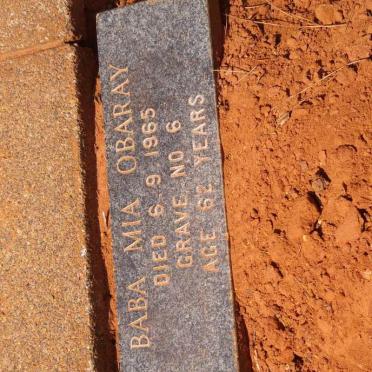 BABA MIA OBARAY
DIED 6.9 1965
GRAVE NO 6
AGE 62 YEARS